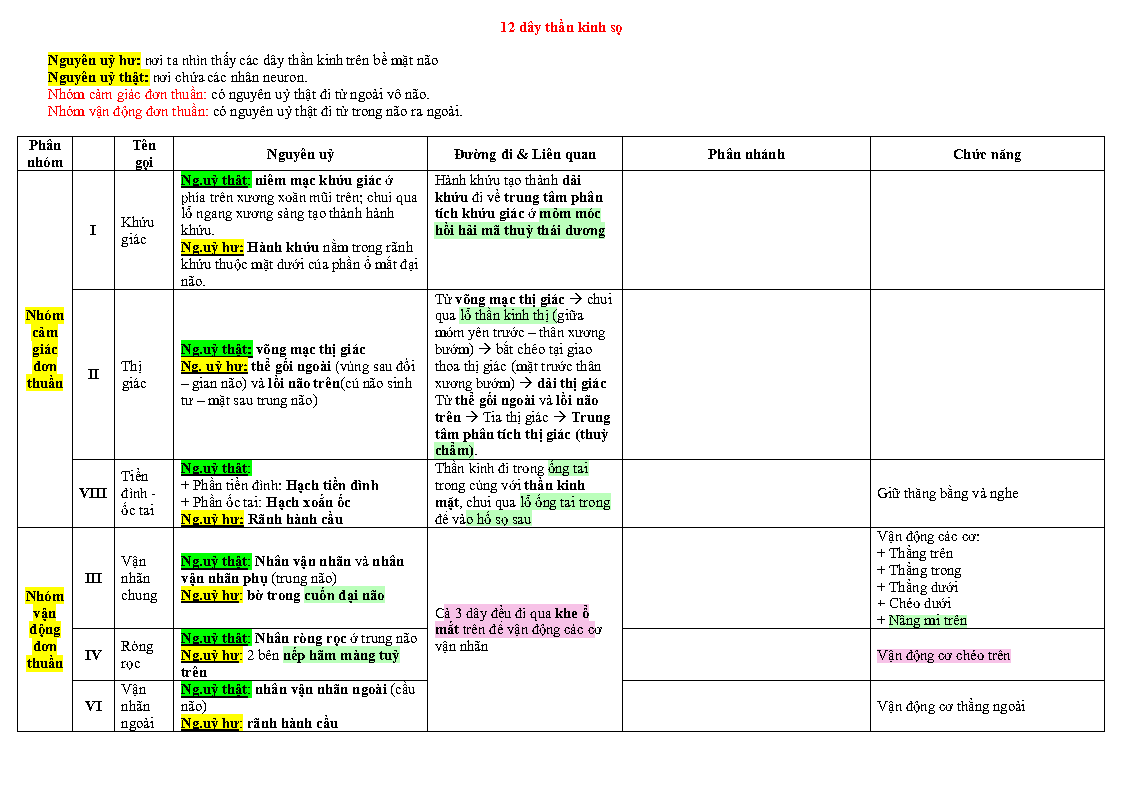 12 dây thần kinh sọ
Nguyên uỷ hư: nơi ta nhìn thấy các dây thần kinh trên bề mặt não
Nguyên uỷ thật: nơi chứa các nhân neuron.
Nhóm cảm giác đơn thuần: có nguyên uỷ thật đi từ ngoài vô não.
Nhóm vận động đơn thuần: có nguyên uỷ thật đi từ trong não ra ngoài.
Phân
nhóm
Tên
gọi
Nguyên uỷ
Đường đi & Liên quan
Phân nhánh
Chức năng
Nhóm
cảm
giác
đơn
thuần
I
Khứu
giác
Ng.uỷ thật: niêm mạc khứu giác ở
phía trên xương xoăn mũi trên; chui qua
lỗ ngang xương sàng tạo thành hành
khứu.
Ng.uỷ hư: Hành khứu nằm trong rãnh
khứu thuộc mặt dưới của phần ổ mắt đại
não.
Hành khứu tạo thành dải
khứu đi về trung tâm phân
tích khứu giác ở mỏm móc
hồi hải mã thuỳ thái dương
II
Thị
giác
Ng.uỷ thật: võng mạc thị giác
Ng. uỷ hư: thể gối ngoài (vùng sau đồi
– gian não) và lồi não trên(củ não sinh
tư – mặt sau trung não)
Từ võng mạc thị giác → chui
qua lỗ thần kinh thị (giữa
mỏm yên trước – thân xương
bướm) → bắt chéo tại giao
thoa thị giác (mặt trước thân
xương bướm) → dải thị giác
Từ thể gối ngoài và lồi não
trên → Tia thị giác → Trung
tâm phân tích thị giác (thuỳ
chẩm).
VIII
Tiền
đình -
ốc tai
Ng.uỷ thật:
+ Phần tiền đình: Hạch tiền đình
+ Phần ốc tai: Hạch xoắn ốc
Ng.uỷ hư: Rãnh hành cầu
Thần kinh đi trong ống tai
trong cùng với thần kinh
mặt, chui qua lỗ ống tai trong
để vào hố sọ sau
Giữ thăng bằng và nghe
Nhóm
vận
động
đơn
thuần
III
Vận
nhãn
chung
Ng.uỷ thật: Nhân vận nhãn và nhân
vận nhãn phụ (trung não)
Ng.uỷ hư: bờ trong cuốn đại não
Cả 3 dây đều đi qua khe ổ
mắt trên để vận động các cơ
vận nhãn
Vận động các cơ:
+ Thẳng trên
+ Thẳng trong
+ Thẳng dưới
+ Chéo dưới
+ Nâng mi trên
IV
Ròng
rọc
Ng.uỷ thật: Nhân ròng rọc ở trung não
Ng.uỷ hư: 2 bên nếp hãm màng tuỷ
trên
Vận động cơ chéo trên
VI
Vận
nhãn
ngoài
Ng.uỷ thật: nhân vận nhãn ngoài (cầu
não)
Ng.uỷ hư: rãnh hành cầu
Vận động cơ thẳng ngoài